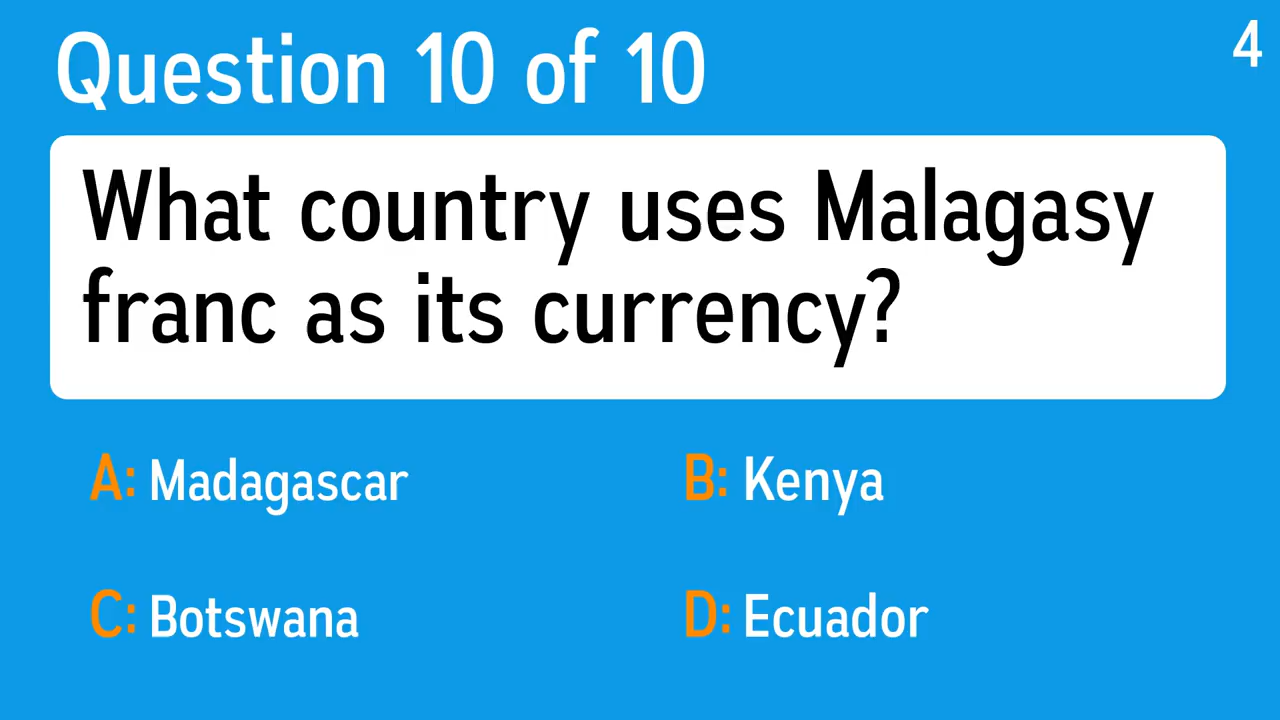 Question 10 of 10
4
What country uses Malagasy
franc as its currency?
A: Madagascar
B: Kenya
C: Botswana
D: Ecuador